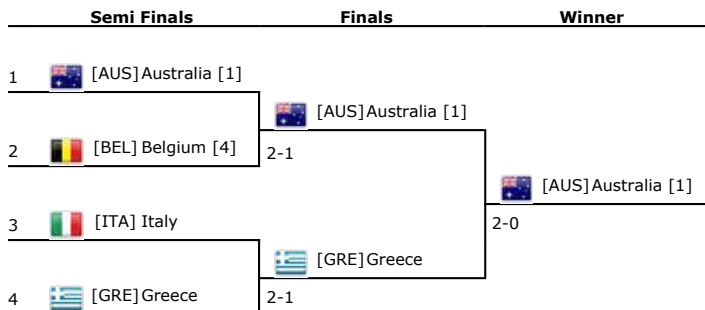 Semi Finals Finals Winner
1 [AUS] Australia [1]
[AUS] Australia [1]
2 [BEL] Belgium [4]
2-1
[AUS] Australia [1]
3 [ITA] Italy
2-0
[GRE] Greece
4 [GRE] Greece
2-1